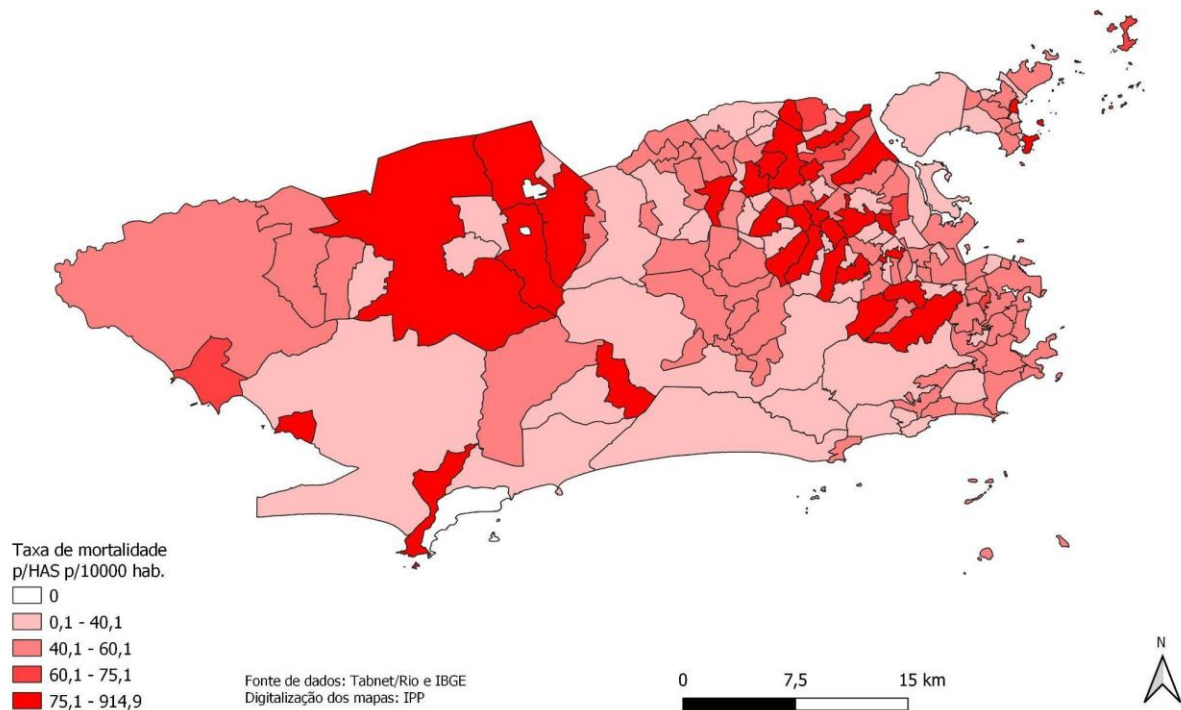 Taxa de mortalidade
p/HAS p/10000 hab.
0
0,1 - 40,1
40,1 - 60,1
60,1 - 75,1
75,1 - 914,9
Fonte de dados: Tabnet/Rio e IBGE
Digitalização dos mapas: IPP
0 7,5 15 km
N